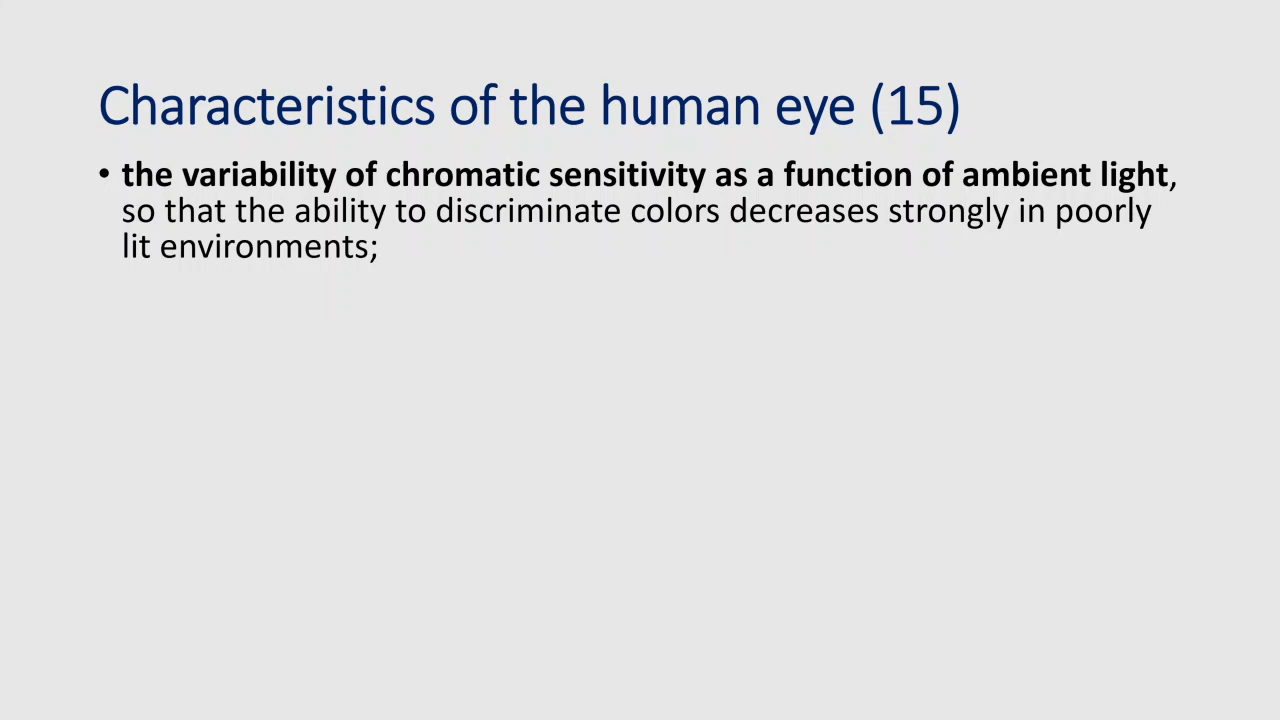 Characteristics of the human eye (15)
• the variability of chromatic sensitivity as a function of ambient light,
so that the ability to discriminate colors decreases strongly in poorly
lit environments;